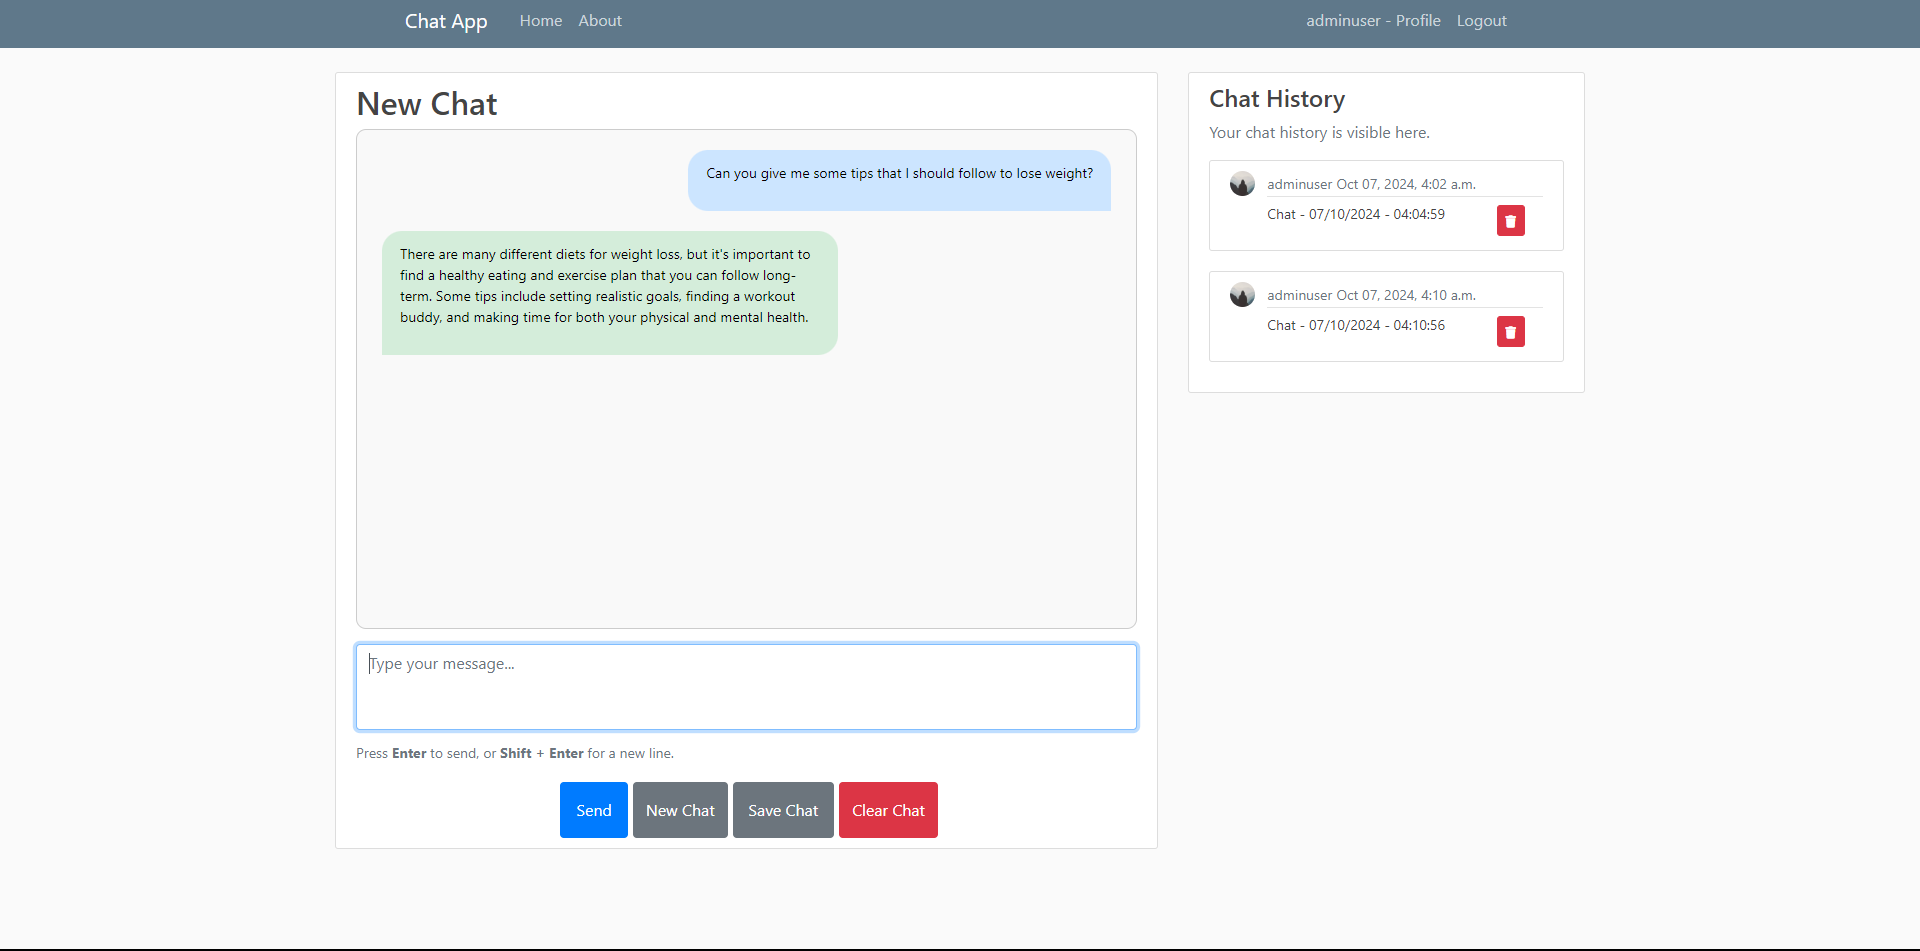 Chat App Home About adminuser - Profile Logout
New Chat
Can you give me some tips that I should follow to lose weight?
There are many different diets for weight loss, but it's important to
find a healthy eating and exercise plan that you can follow long-
term. Some tips include setting realistic goals, finding a workout
buddy, and making time for both your physical and mental health.
Type your message...
Press Enter to send, or Shift + Enter for a new line.
Send New Chat Save Chat Clear Chat
Chat History
Your chat history is visible here.
adminuser Oct 07, 2024, 4:02 a.m.
Chat - 07/10/2024 - 04:04:59
adminuser Oct 07, 2024, 4:10 a.m.
Chat - 07/10/2024 - 04:10:56